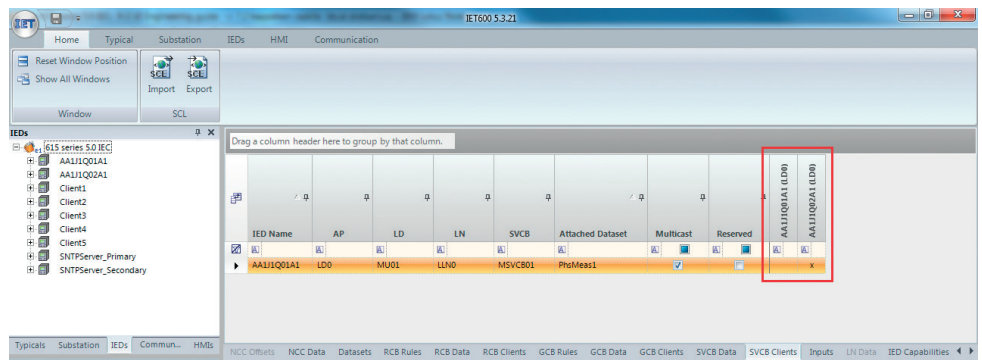 IET600 5.3.21
IET
Home Typical Substation IEDs HMI Communication
Reset Window Position
Show All Windows
SCL SCL
Import Export
Window SCL
IEDs
615 series 5.0 IEC
AA1J1Q01A1
AA1J1Q02A1
Client1
Client2
Client3
Client4
Client5
SNTPServer_Primary
SNTPServer_Secondary
Typicals Substation IEDs Commun... HMIs
Drag a column header here to group by that column.
IED Name AP LD LN SVCB Attached Dataset Multicast Reserved AA1J1Q01A1 (LD0) AA1J1Q02A1 (LD0)
AA1J1Q01A1 LD0 MU01 LLN0 MSVCB01 PhsMeas1 x
NCC Offsets NCC Data Datasets RCB Rules RCB Data RCB Clients GCB Rules GCB Data GCB Clients SVCB Data SVCB Clients Inputs LN Data IED Capabilities